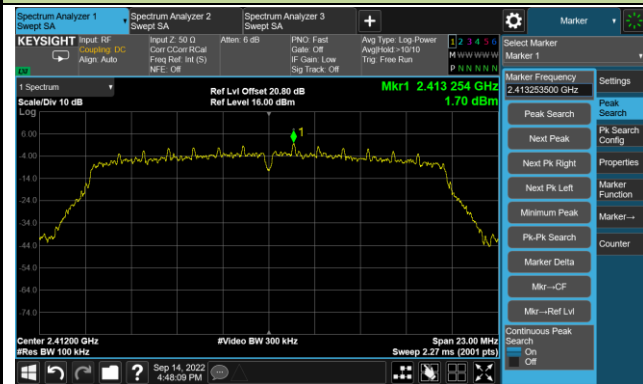 Spectrum Analyzer 1
Swept SA
Spectrum Analyzer 2
Swept SA
Spectrum Analyzer 3
Swept SA
+
Marker
KEYSIGHT
Input: RF
Coupling: DC
Align: Auto
Input Z: 50 Ω
Corr CCorr RCal
Freq Ref: Int (S)
NFE: Off
Atten: 6 dB
PNO: Fast
Gate: Off
IF Gain: Low
Sig Track: Off
Avg Type: Log-Power
Avg|Hold:>10/10
Trig: Free Run
1 2 3 4 5 6
M W W W W W
P N N N N N
LXI
Select Marker
Marker 1
Marker Frequency
2.413253500 GHz
Settings
Peak Search
Peak Search
Next Peak
Pk Search Config
Next Pk Right
Properties
Next Pk Left
Marker Function
Minimum Peak
Marker→
Pk-Pk Search
Counter
Marker Delta
Mkr→CF
Mkr→Ref Lvl
Continuous Peak Search
On
Off
1 Spectrum
Scale/Div 10 dB
Log
Ref Lvl Offset 20.80 dB
Ref Level 16.00 dBm
Mkr1 2.413 254 GHz
1.70 dBm
1
6.00
-4.00
-14.0
-24.0
-34.0
-44.0
-54.0
-64.0
-74.0
Center 2.41200 GHz
#Res BW 100 kHz
#Video BW 300 kHz
Span 23.00 MHz
Sweep 2.27 ms (2001 pts)
?
Sep 14, 2022
4:48:09 PM